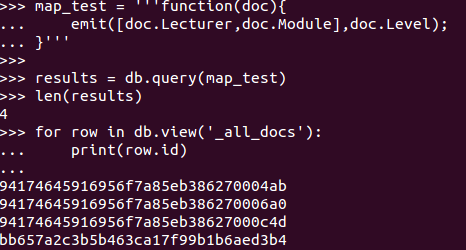 >>> map_test = '''function(doc){
...     emit([doc.Lecturer,doc.Module],doc.Level);
... }'''
>>>
>>> results = db.query(map_test)
>>> len(results)
4
>>> for row in db.view('_all_docs'):
...     print(row.id)
...
94174645916956f7a85eb386270004ab
94174645916956f7a85eb386270006a0
94174645916956f7a85eb38627000c4d
bb657a2c3b5b463ca17f99b1b6aed3b4